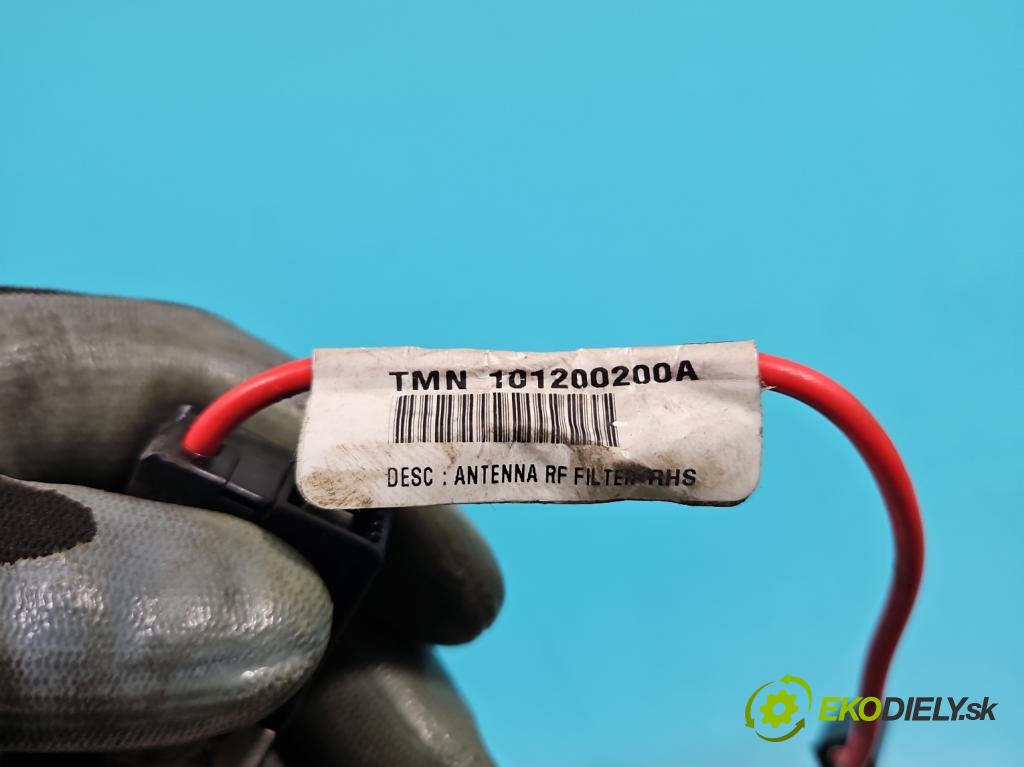 TMN 101200200A
DESC : ANTENNA RF FILTER RHS
EKODIELY.sk